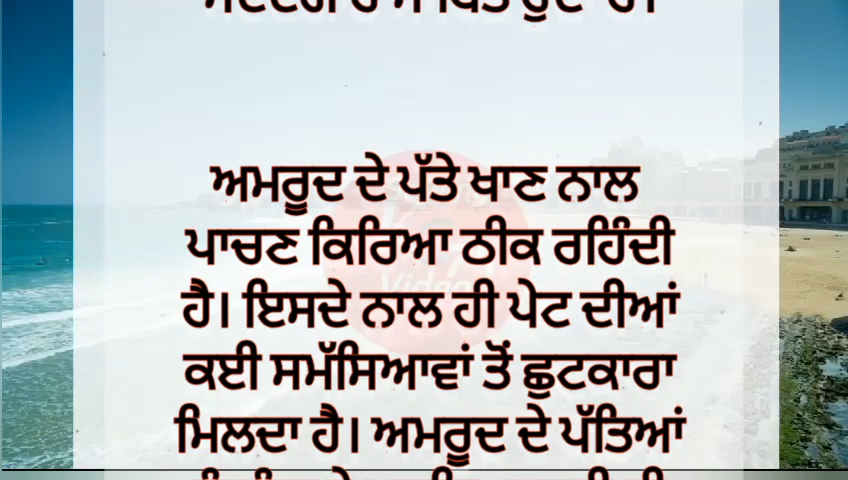 ਅਮਰੂਦ ਦੇ ਪੱਤੇ ਖਾਣ ਨਾਲ
ਪਾਚਣ ਕਿਰਿਆ ਠੀਕ ਰਹਿੰਦੀ
ਹੈ। ਇਸਦੇ ਨਾਲ ਹੀ ਪੇਟ ਦੀਆਂ
ਕਈ ਸਮੱਸਿਆਵਾਂ ਤੋਂ ਛੁਟਕਾਰਾ
ਮਿਲਦਾ ਹੈ। ਅਮਰੂਦ ਦੇ ਪੱਤਿਆਂ